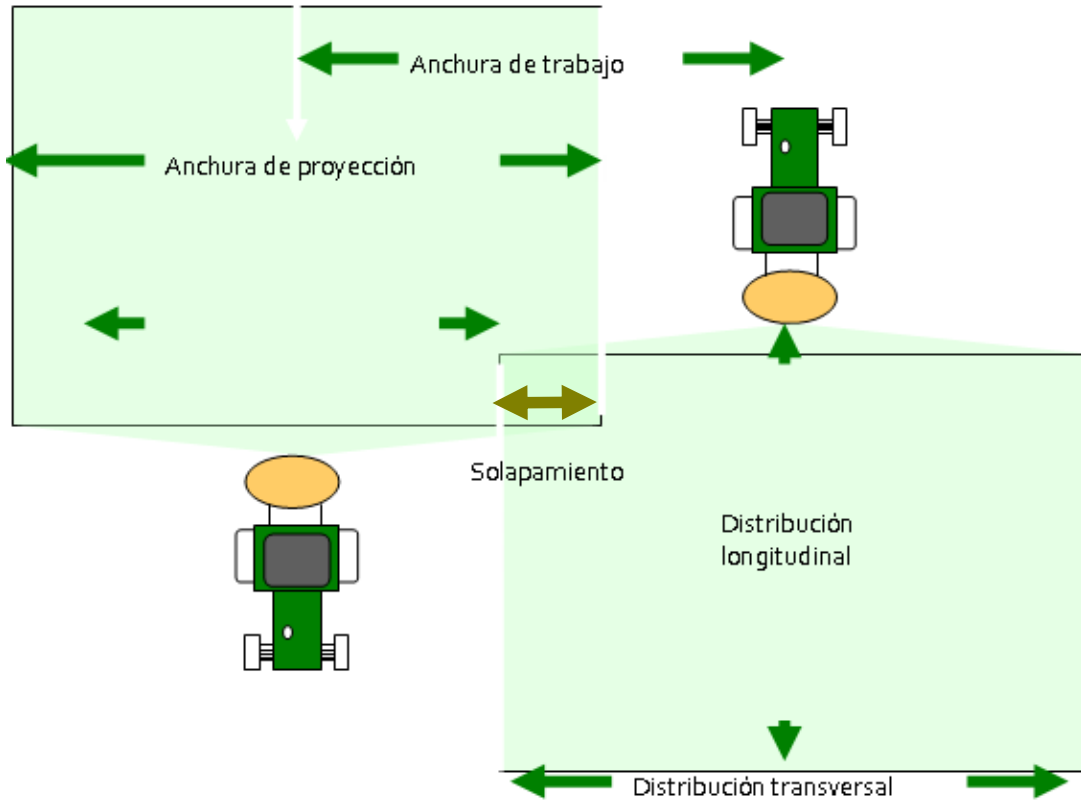 Anchura de trabajo
Anchura de proyección
Solapamiento
Distribución
longitudinal
Distribución transversal